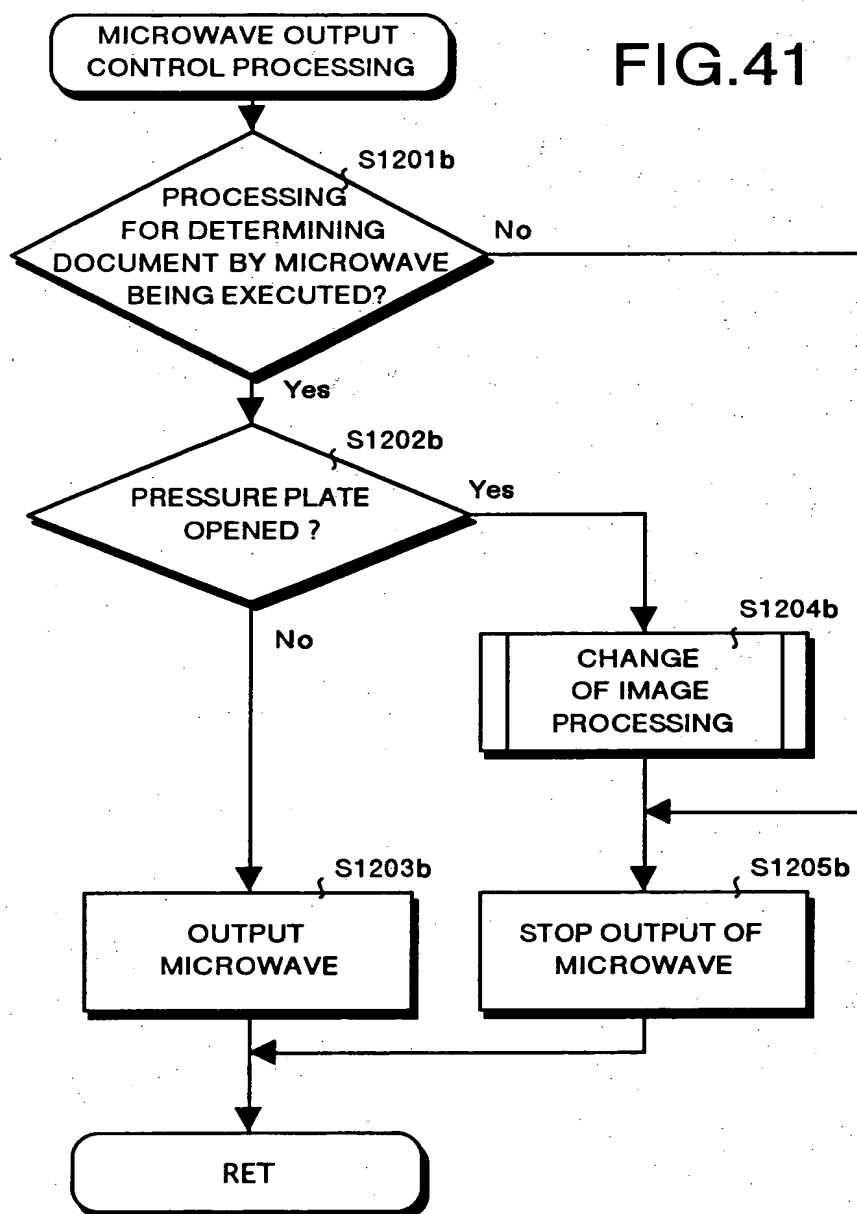 MICROWAVE OUTPUT
CONTROL PROCESSING
FIG.41
S1201b
PROCESSING
FOR DETERMINING
DOCUMENT BY MICROWAVE
BEING EXECUTED?
No
Yes
S1202b
PRESSURE PLATE
OPENED ?
Yes
No
S1204b
CHANGE
OF IMAGE
PROCESSING
S1203b
OUTPUT
MICROWAVE
S1205b
STOP OUTPUT OF
MICROWAVE
RET